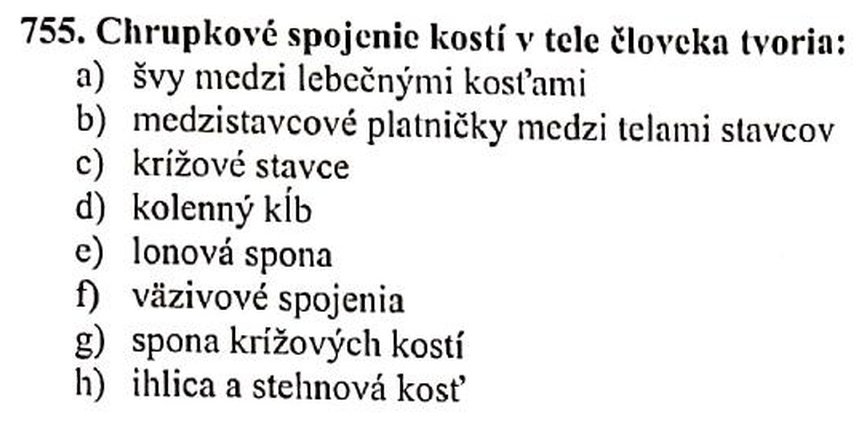 755. Chrupkové spojenie kostí v tele človeka tvoria:
a) švy medzi lebečnými kosťami
b) medzistavcové platničky medzi telami stavcov
c) krížové stavce
d) kolenný kĺb
e) lonová spona
f) väzivové spojenia
g) spona krížových kostí
h) ihlica a stehnová kosť